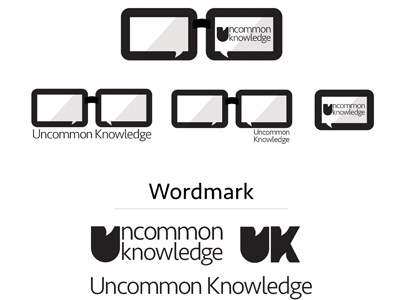 Uncommon
knowledge
Uncommon Knowledge
Uncommon
Knowledge
Uncommon
knowledge
Wordmark
Uncommon
knowledge
UK
Uncommon Knowledge